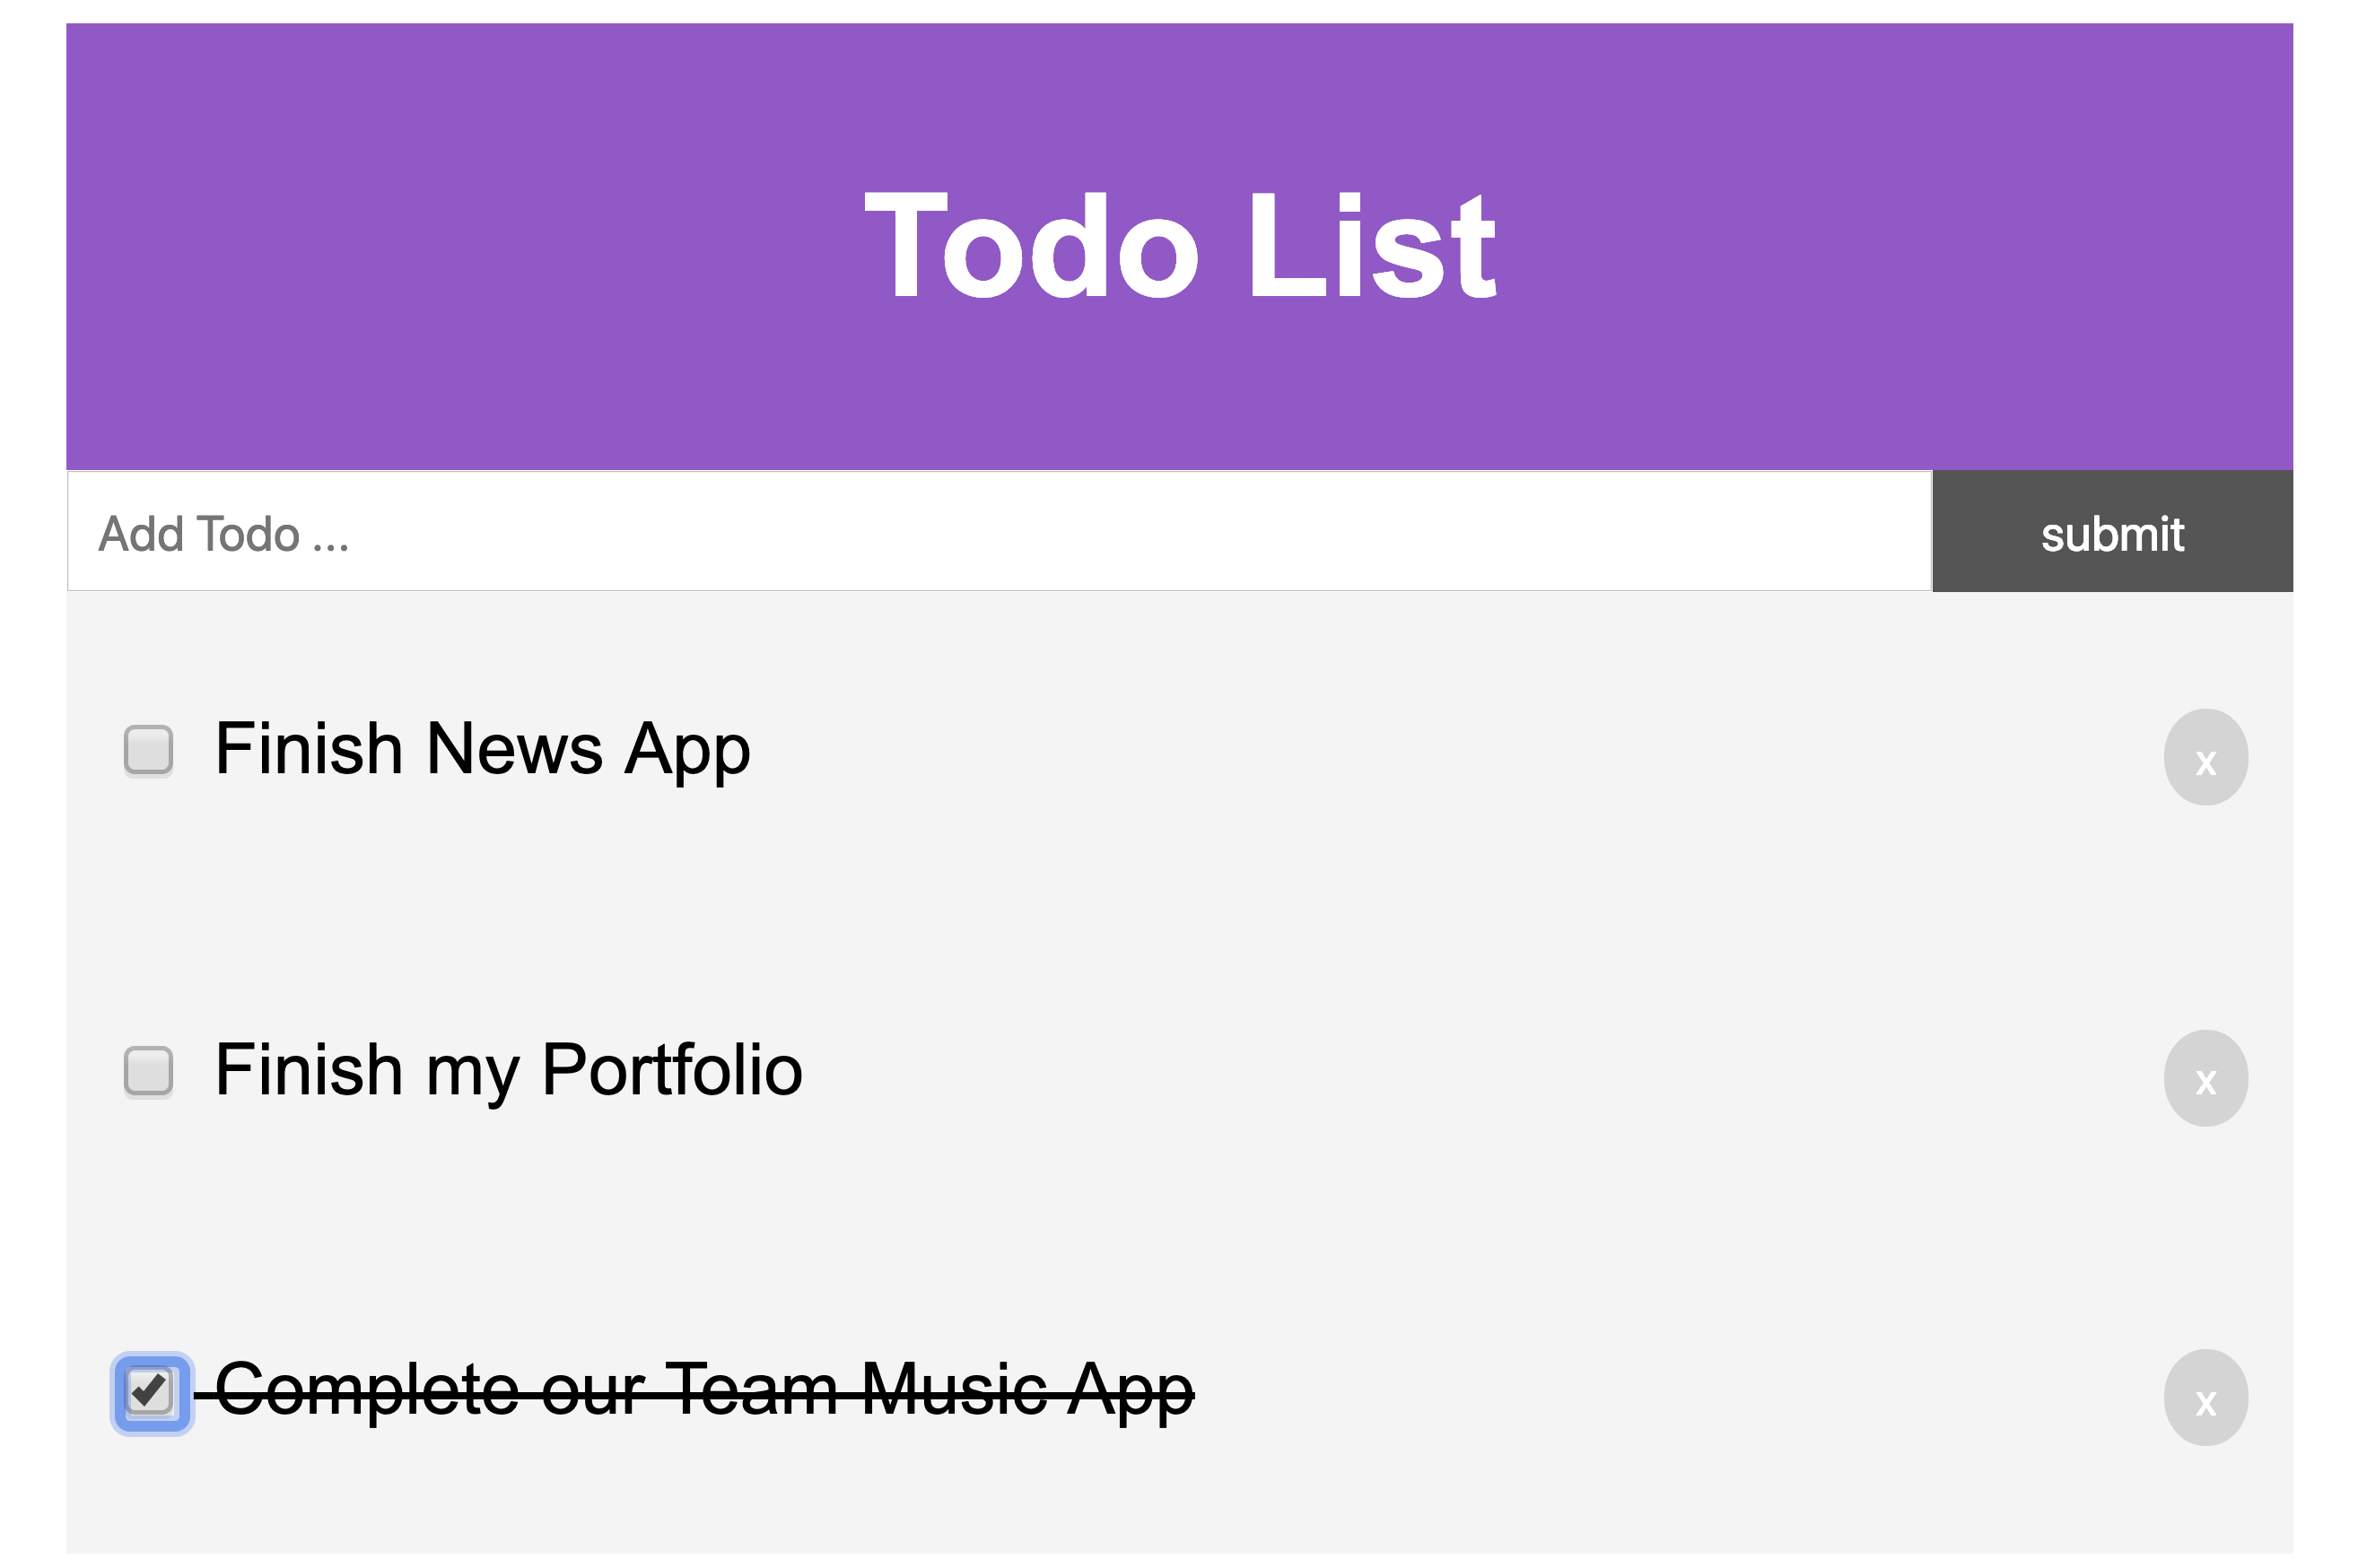 Todo List
Add Todo ...
submit
Finish News App
x
Finish my Portfolio
x
Complete our Team Music App
x